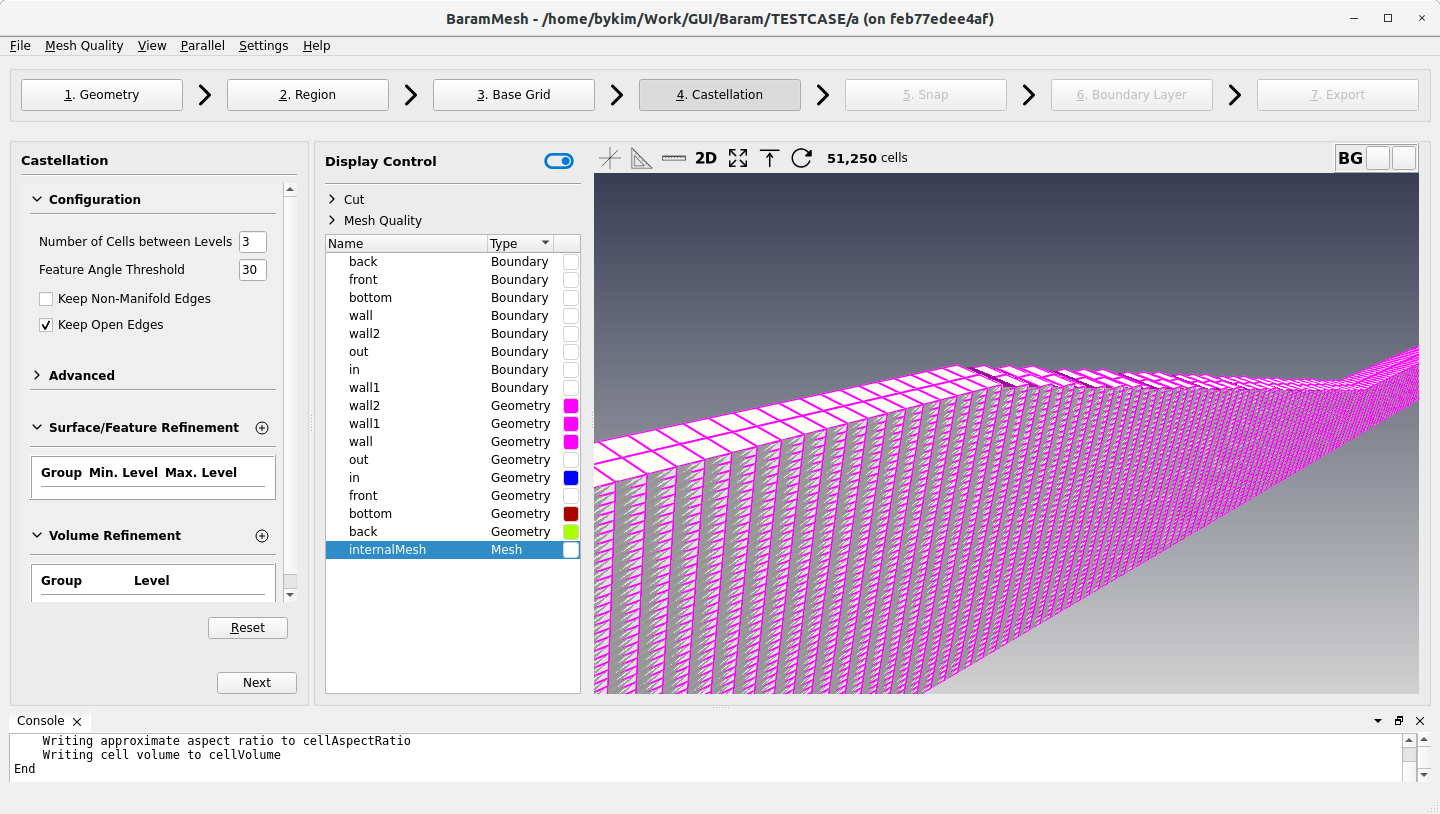 BaramMesh - /home/bykim/Work/GUI/Baram/TESTCASE/a (on feb77edee4af)
File Mesh Quality View Parallel Settings Help
1. Geometry 2. Region 3. Base Grid 4. Castellation 5. Snap 6. Boundary Layer 7. Export
Castellation
Configuration
Number of Cells between Levels 3
Feature Angle Threshold 30
Keep Non-Manifold Edges
Keep Open Edges
Advanced
Surface/Feature Refinement
Group Min. Level Max. Level
Volume Refinement
Group Level
Reset
Next
Display Control
Cut
Mesh Quality
Name Type
back Boundary
front Boundary
bottom Boundary
wall Boundary
wall2 Boundary
out Boundary
in Boundary
wall1 Boundary
wall2 Geometry
wall1 Geometry
wall Geometry
out Geometry
in Geometry
front Geometry
bottom Geometry
back Geometry
internalMesh Mesh
2D 51,250 cells BG
Console
Writing approximate aspect ratio to cellAspectRatio
Writing cell volume to cellVolume
End